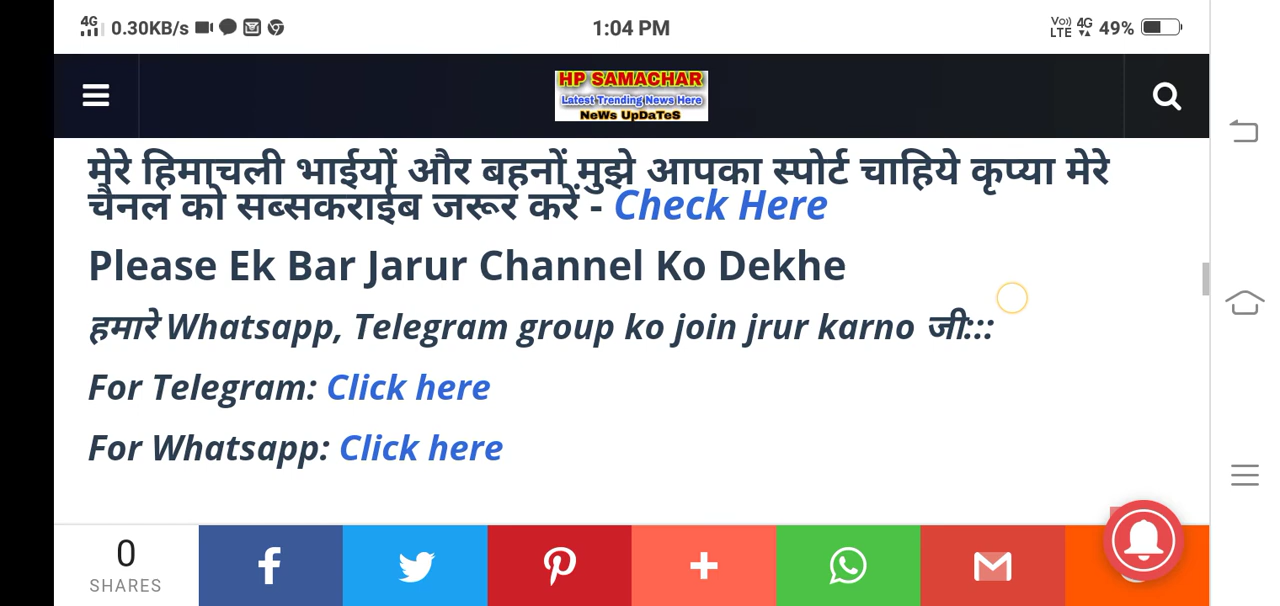 4G 0.30KB/s 1:04 PM Vo)) LTE 4G 49%
HP SAMACHAR
Latest Trending News Here
NeWs UpDaTeS
मेरे हिमाचली भाईयों और बहनों मुझे आपका स्पोर्ट चाहिये कृप्या मेरे
चैनल को सब्सकराईब जरूर करें - Check Here
Please Ek Bar Jarur Channel Ko Dekhe
हमारे Whatsapp, Telegram group ko join jrur karno जी:::
For Telegram: Click here
For Whatsapp: Click here
0
SHARES